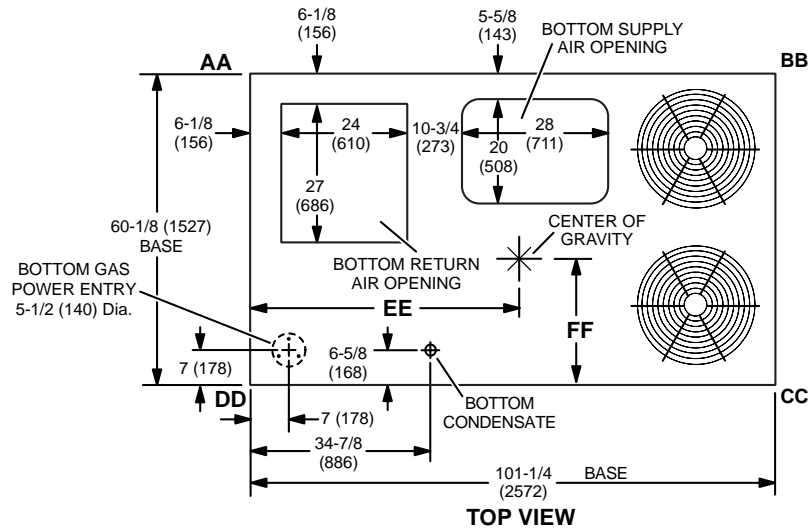 6-1/8
(156)
5-5/8
(143)
BOTTOM SUPPLY
AIR OPENING
AA
BB
6-1/8
(156)
24
(610)
10-3/4
(273)
28
(711)
20
(508)
27
(686)
60-1/8 (1527)
BASE
CENTER OF
GRAVITY
BOTTOM RETURN
AIR OPENING
BOTTOM GAS
POWER ENTRY
5-1/2 (140) Dia.
EE
FF
7 (178)
6-5/8
(168)
DD
CC
7 (178)
BOTTOM
CONDENSATE
34-7/8
(886)
101-1/4 BASE
(2572)
TOP VIEW